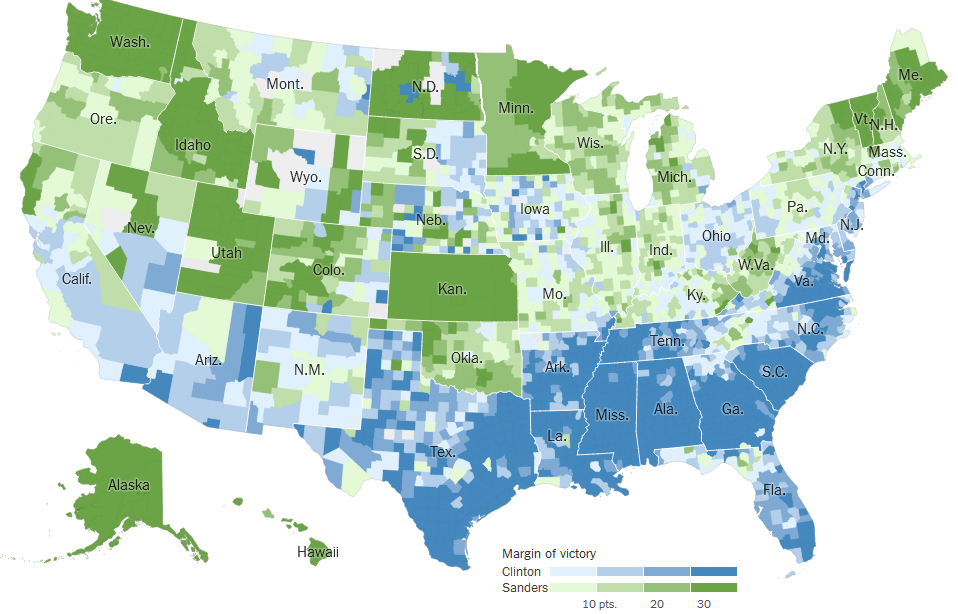 Wash.
Me.
Mont.
N.D.
Minn.
Ore.
Vt.
N.H.
Idaho
Wis.
N.Y.
Mass.
S.D.
Conn.
Wyo.
Mich.
Iowa
Pa.
Neb.
N.J.
Nev.
Ohio
Md.
Utah
Ill.
Ind.
Colo.
W.Va.
Calif.
Va.
Kan.
Mo.
Ky.
N.C.
Tenn.
Ariz.
Okla.
N.M.
Ark.
S.C.
Miss.
Ala.
Ga.
La.
Tex.
Alaska
Fla.
Hawaii
Margin of victory
Clinton
Sanders
10 pts. 20 30